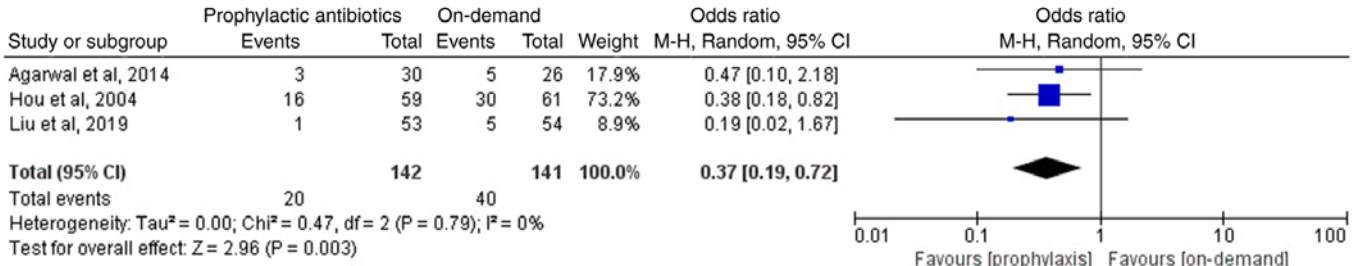 Prophylactic antibiotics On-demand Odds ratio Odds ratio
Study or subgroup Events Total Events Total Weight M-H, Random, 95% CI M-H, Random, 95% CI
Agarwal et al, 2014 3 30 5 26 17.9% 0.47 [0.10, 2.18]
Hou et al, 2004 16 59 30 61 73.2% 0.38 [0.18, 0.82]
Liu et al, 2019 1 53 5 54 8.9% 0.19 [0.02, 1.67]
Total (95% CI) 142 141 100.0% 0.37 [0.19, 0.72]
Total events 20 40
Heterogeneity: Tau² = 0.00; Chi² = 0.47, df = 2 (P = 0.79); I² = 0%
Test for overall effect: Z = 2.96 (P = 0.003)
0.01 0.1 1 10 100
Favours [prophylaxis] Favours [on-demand]